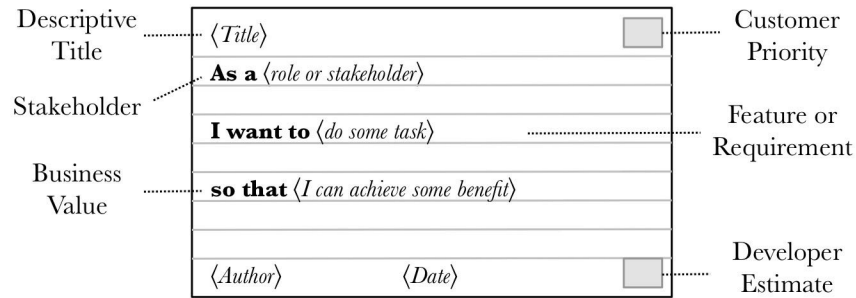 Descriptive
Title
Stakeholder
Business
Value
⟨Title⟩
As a ⟨role or stakeholder⟩
I want to ⟨do some task⟩
so that ⟨I can achieve some benefit⟩
⟨Author⟩ ⟨Date⟩
Customer
Priority
Feature or
Requirement
Developer
Estimate